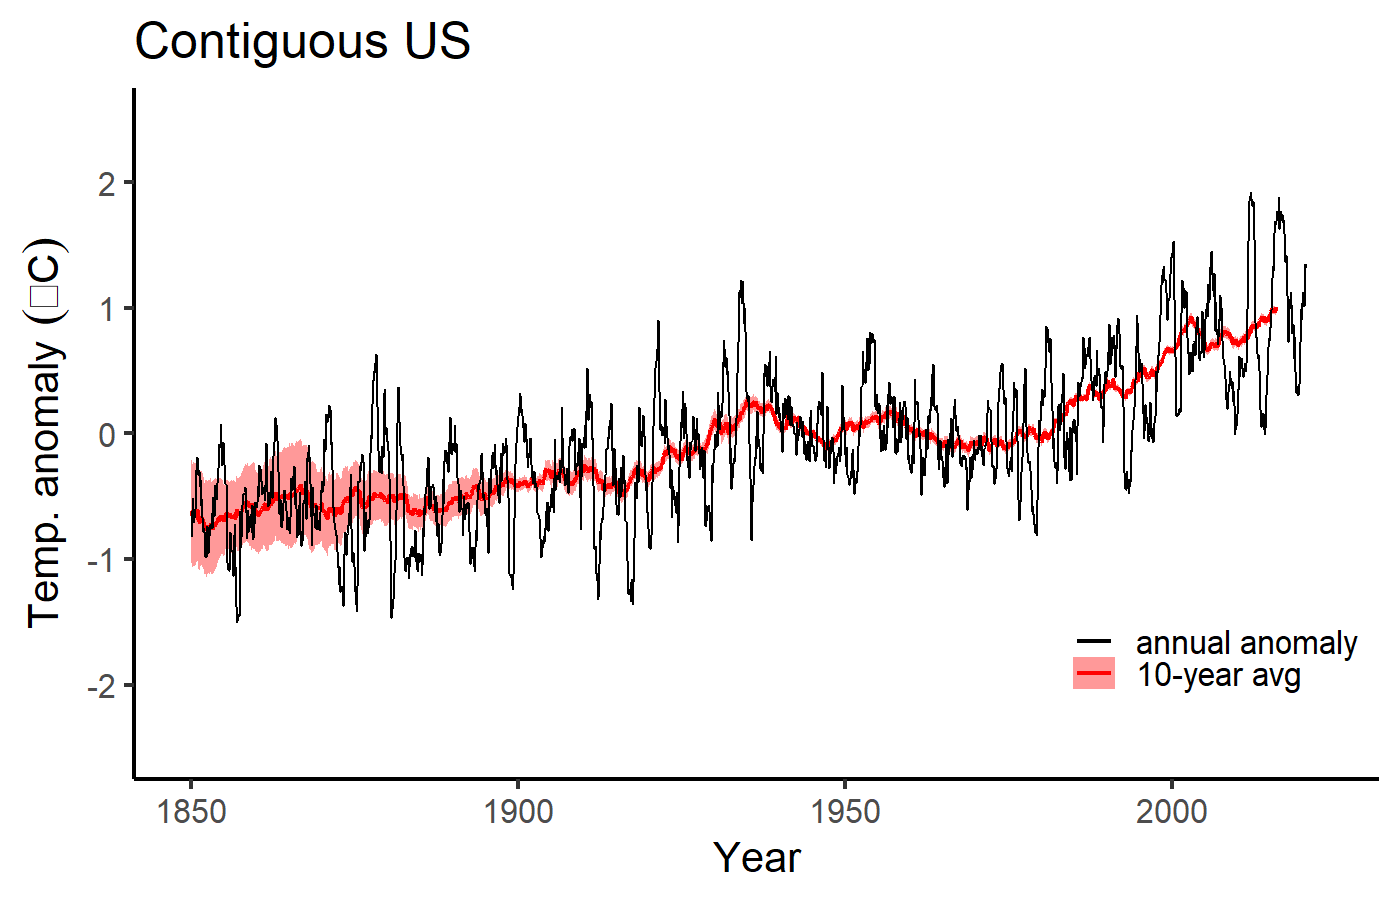 Contiguous US
Temp. anomaly (□C)
2
1
0
-1
-2
annual anomaly
10-year avg
1850
1900
1950
2000
Year